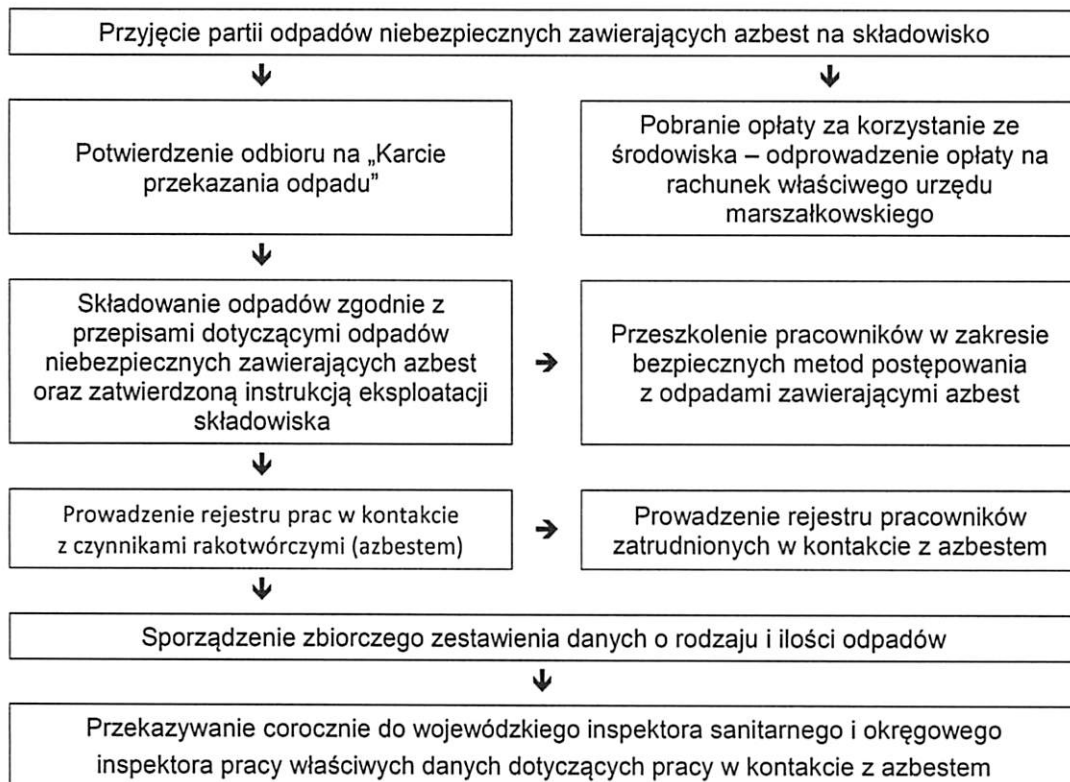 Przyjęcie partii odpadów niebezpiecznych zawierających azbest na składowisko
Potwierdzenie odbioru na „Karcie
przekazania odpadu”
Pobranie opłaty za korzystanie ze
środowiska – odprowadzenie opłaty na
rachunek właściwego urzędu
marszałkowskiego
Składowanie odpadów zgodnie z
przepisami dotyczącymi odpadów
niebezpiecznych zawierających azbest
oraz zatwierdzoną instrukcją eksploatacji
składowiska
Przeszkolenie pracowników w zakresie
bezpiecznych metod postępowania
z odpadami zawierającymi azbest
Prowadzenie rejestru prac w kontakcie
z czynnikami rakotwórczymi (azbestem)
Prowadzenie rejestru pracowników
zatrudnionych w kontakcie z azbestem
Sporządzenie zbiorczego zestawienia danych o rodzaju i ilości odpadów
Przekazywanie corocznie do wojewódzkiego inspektora sanitarnego i okręgowego
inspektora pracy właściwych danych dotyczących pracy w kontakcie z azbestem